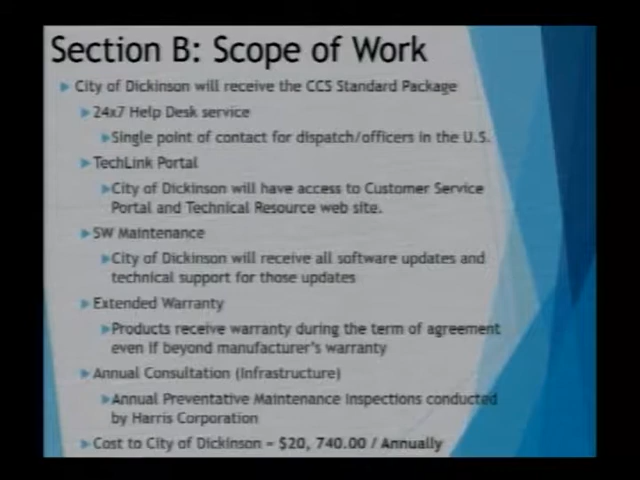 Section B: Scope of Work
City of Dickinson will receive the CCS Standard Package
24x7 Help Desk service
Single point of contact for dispatch/officers in the U.S.
TechLink Portal
City of Dickinson will have access to Customer Service
Portal and Technical Resource web site.
SW Maintenance
City of Dickinson will receive all software updates and
technical support for those updates
Extended Warranty
Products receive warranty during the term of agreement
even if beyond manufacturer's warranty
Annual Consultation (Infrastructure)
Annual Preventative Maintenance Inspections conducted
by Harris Corporation
Cost to City of Dickinson – $20, 740.00 / Annually